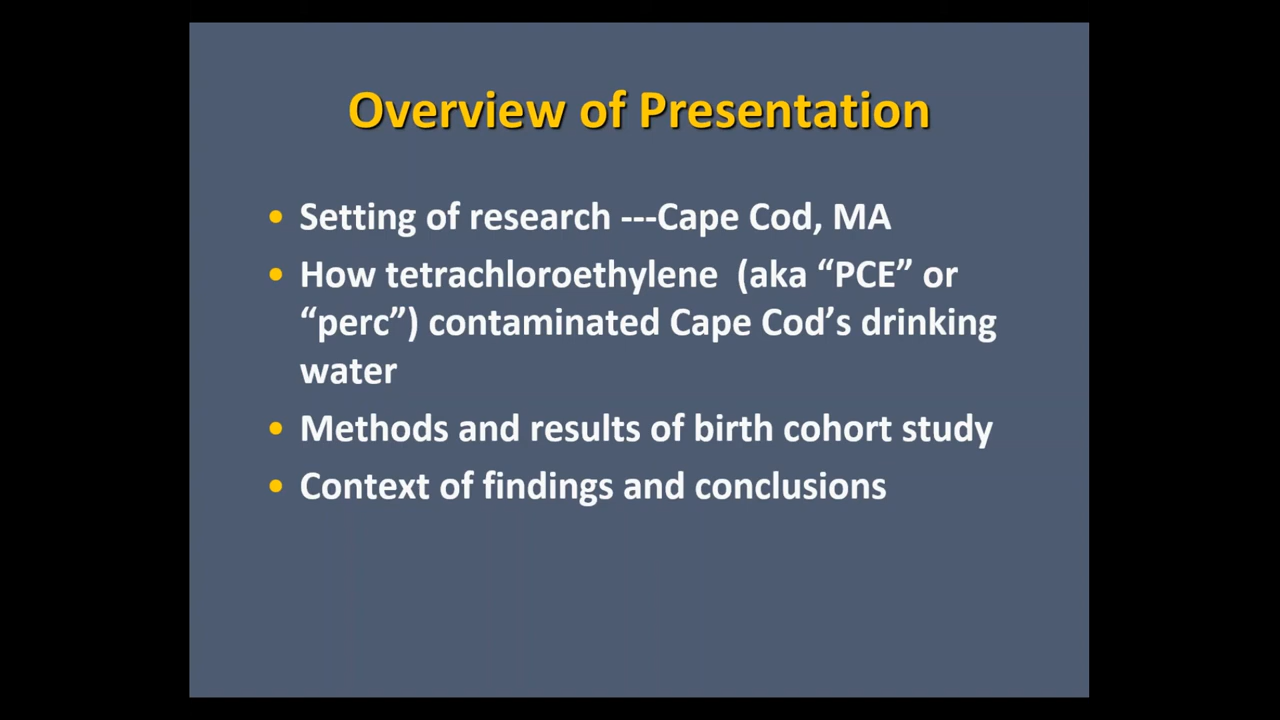 Overview of Presentation
• Setting of research ---Cape Cod, MA
• How tetrachloroethylene (aka “PCE” or
“perc”) contaminated Cape Cod’s drinking
water
• Methods and results of birth cohort study
• Context of findings and conclusions